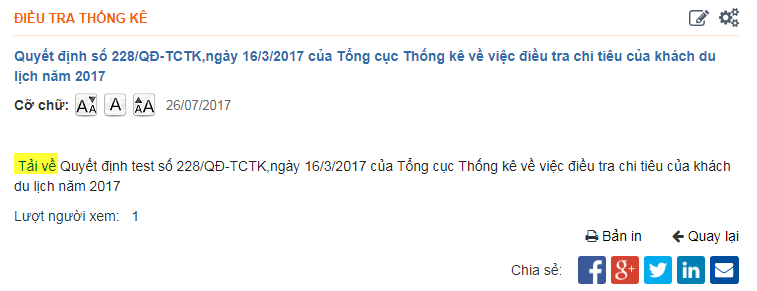 ĐIỀU TRA THỐNG KÊ
Quyết định số 228/QĐ-TCTK,ngày 16/3/2017 của Tổng cục Thống kê về việc điều tra chi tiêu của khách du
lịch năm 2017
Cỡ chữ: AA A AA 26/07/2017
Tải về Quyết định test số 228/QĐ-TCTK,ngày 16/3/2017 của Tổng cục Thống kê về việc điều tra chi tiêu của khách
du lịch năm 2017
Lượt người xem: 1
Bản in Quay lại
Chia sẻ: f g+ in